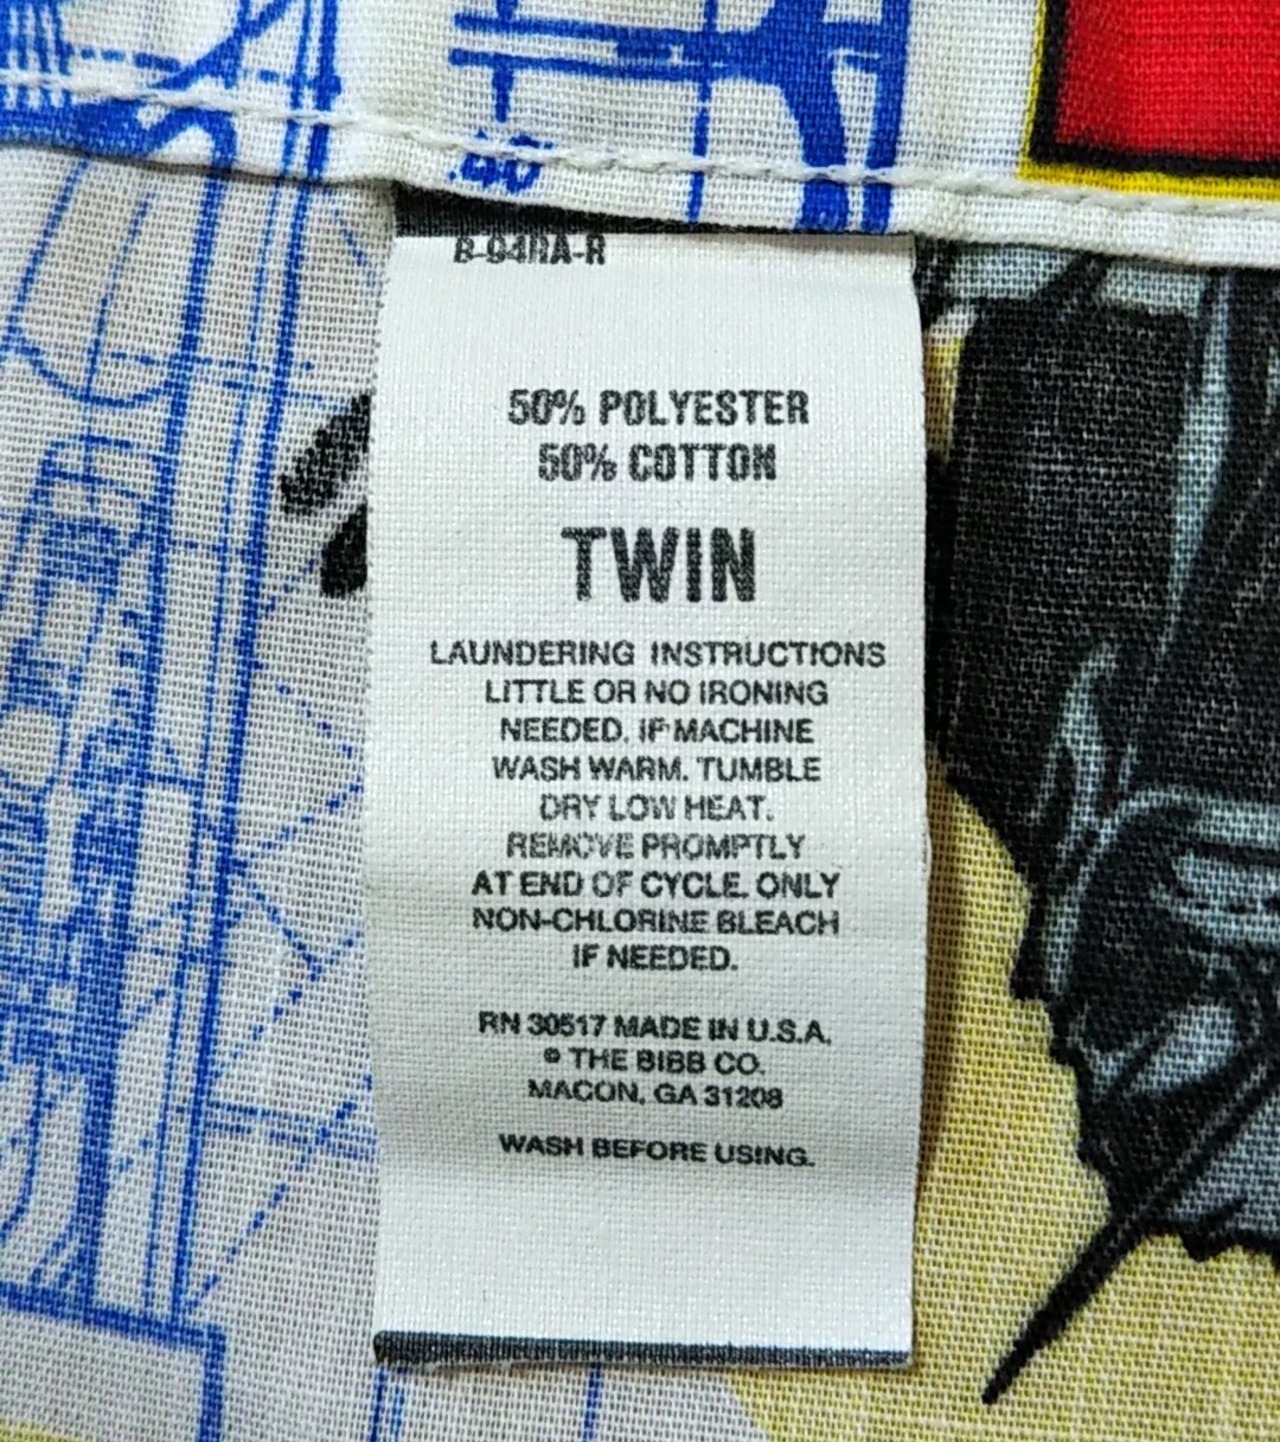 .40
50% POLYESTER
50% COTTON
TWIN
LAUNDERING INSTRUCTIONS
LITTLE OR NO IRONING
NEEDED. IF MACHINE
WASH WARM. TUMBLE
DRY LOW HEAT.
REMOVE PROMPTLY
AT END OF CYCLE. ONLY
NON-CHLORINE BLEACH
IF NEEDED.
RN 30517 MADE IN U.S.A.
© THE BIBB CO.
MACON, GA 31208
WASH BEFORE USING.